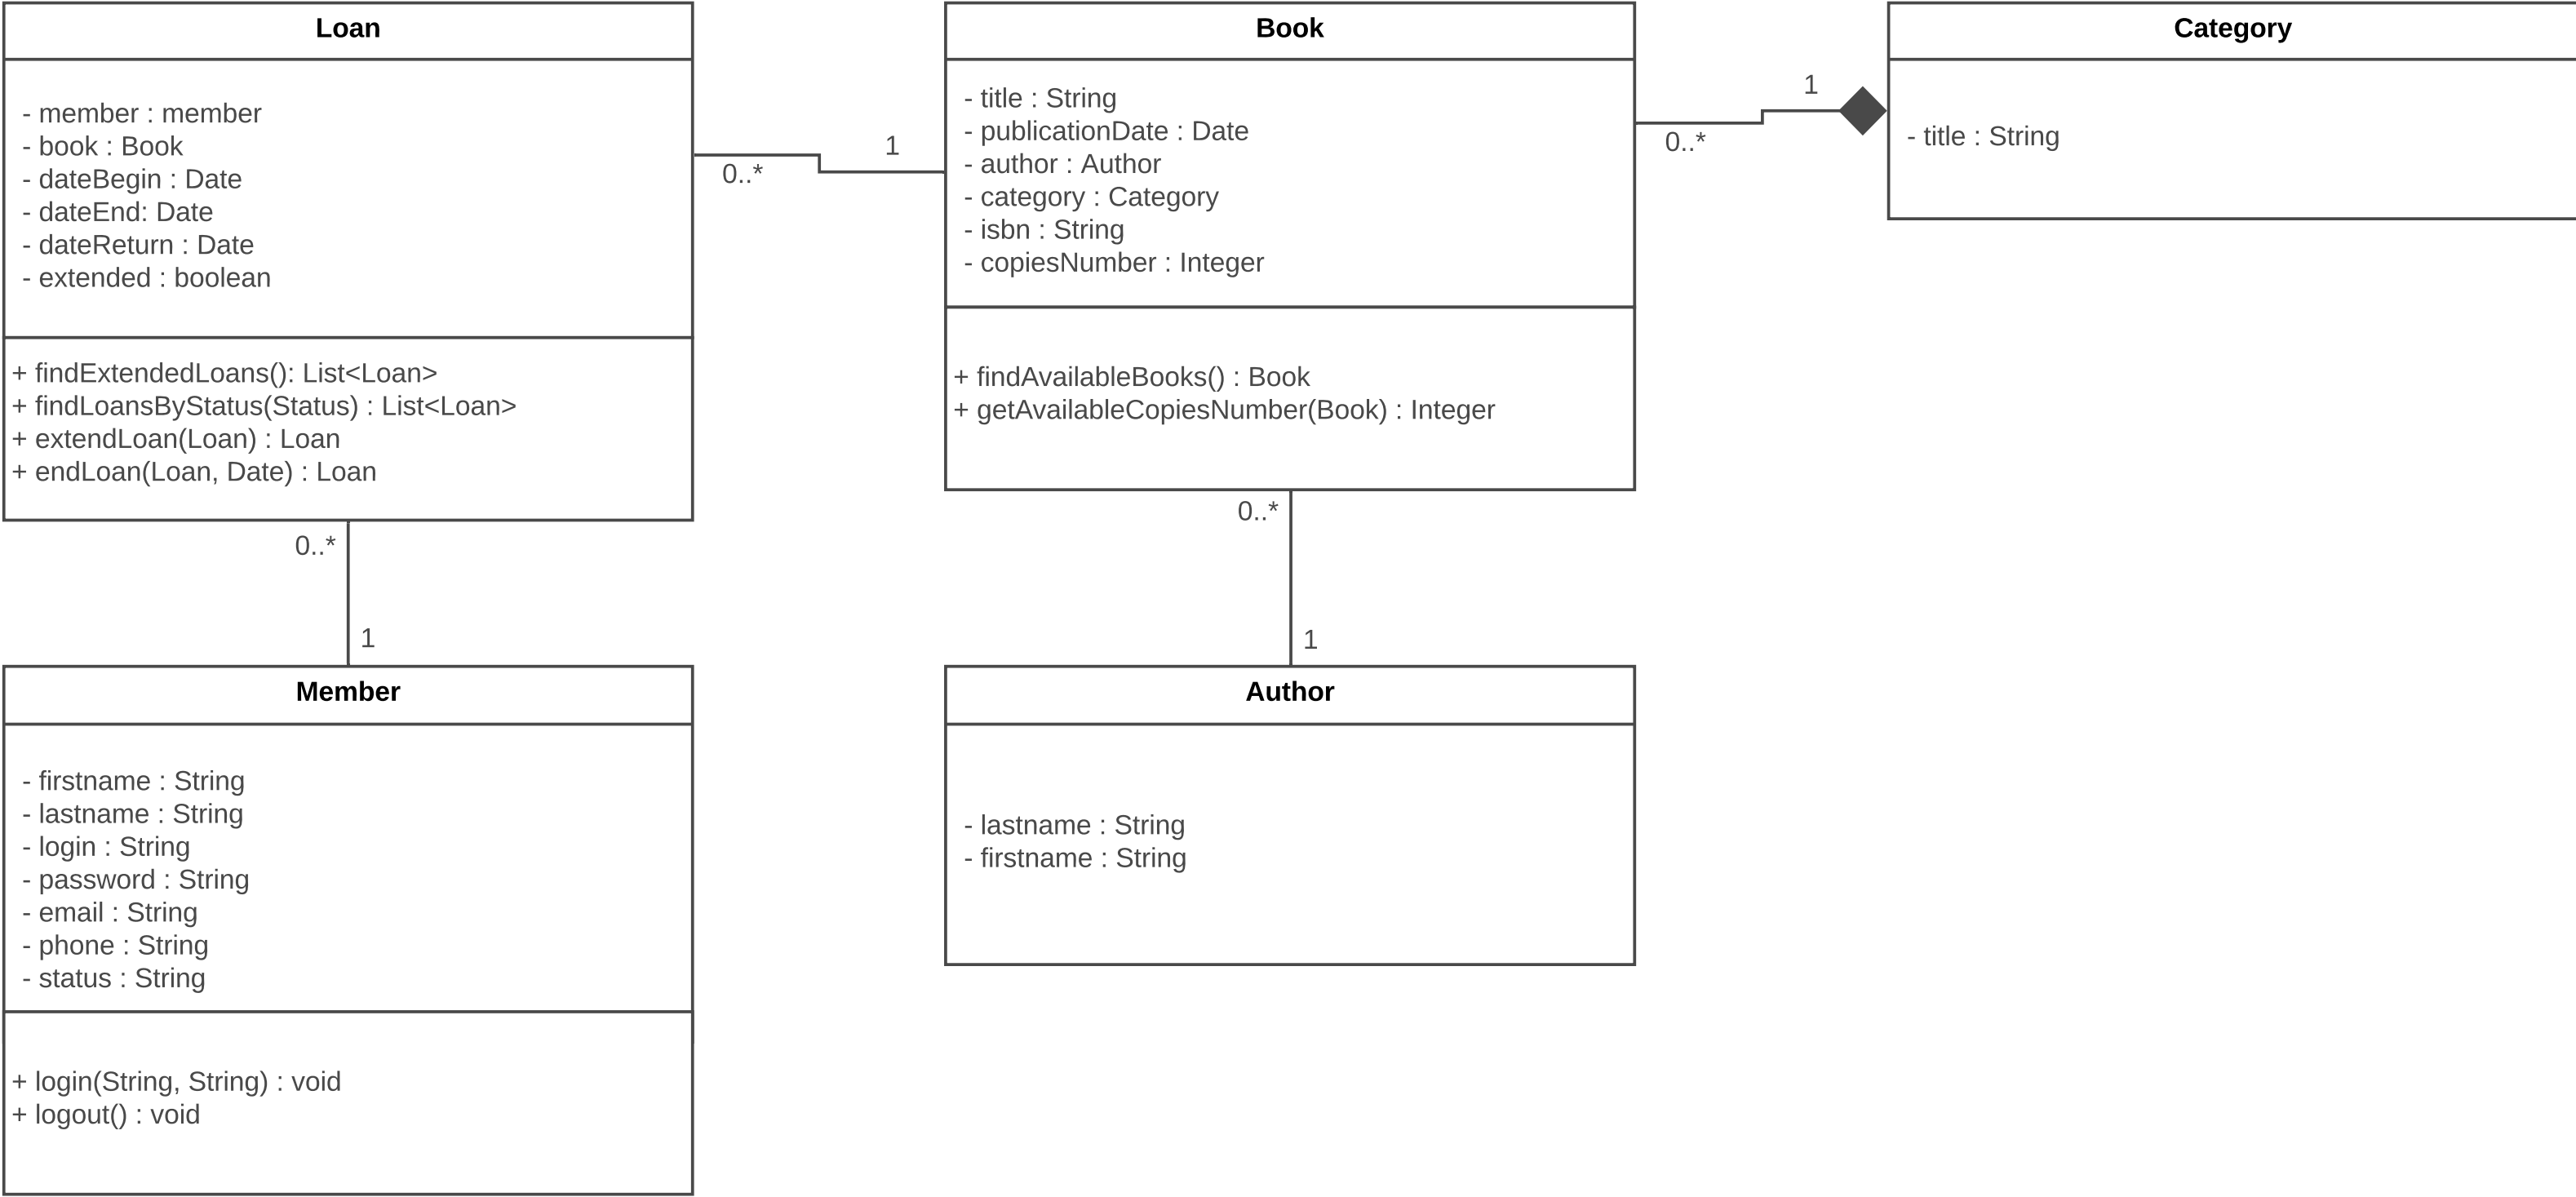 Loan
- member : member
- book : Book
- dateBegin : Date
- dateEnd: Date
- dateReturn : Date
- extended : boolean
+ findExtendedLoans(): List<Loan>
+ findLoansByStatus(Status) : List<Loan>
+ extendLoan(Loan) : Loan
+ endLoan(Loan, Date) : Loan
0..*
1
Book
- title : String
- publicationDate : Date
- author : Author
- category : Category
- isbn : String
- copiesNumber : Integer
+ findAvailableBooks() : Book
+ getAvailableCopiesNumber(Book) : Integer
0..*
1
Category
- title : String
0..*
1
Member
- firstname : String
- lastname : String
- login : String
- password : String
- email : String
- phone : String
- status : String
+ login(String, String) : void
+ logout() : void
0..*
1
Author
- lastname : String
- firstname : String